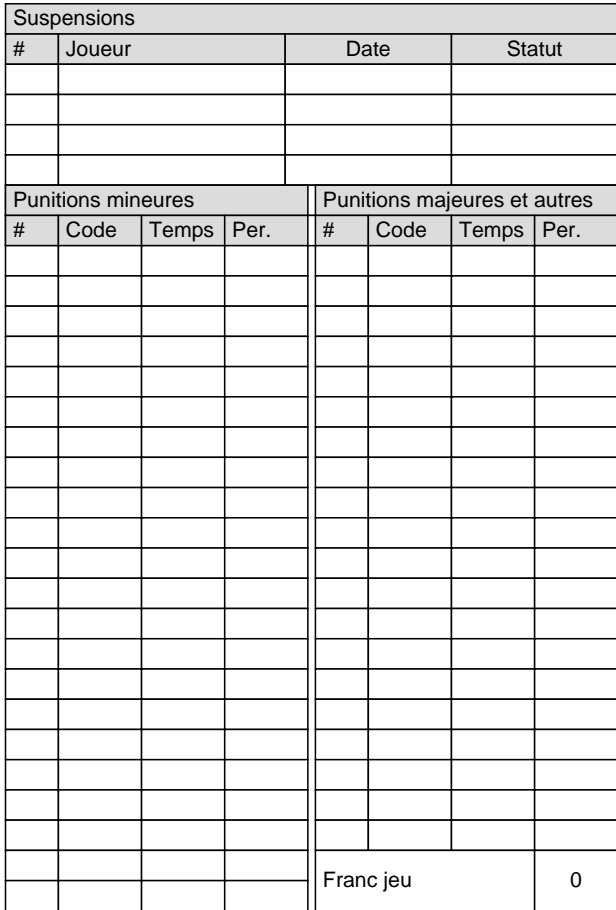 Suspensions
# Joueur Date Statut
Punitions mineures Punitions majeures et autres
# Code Temps Per. # Code Temps Per.
Franc jeu 0